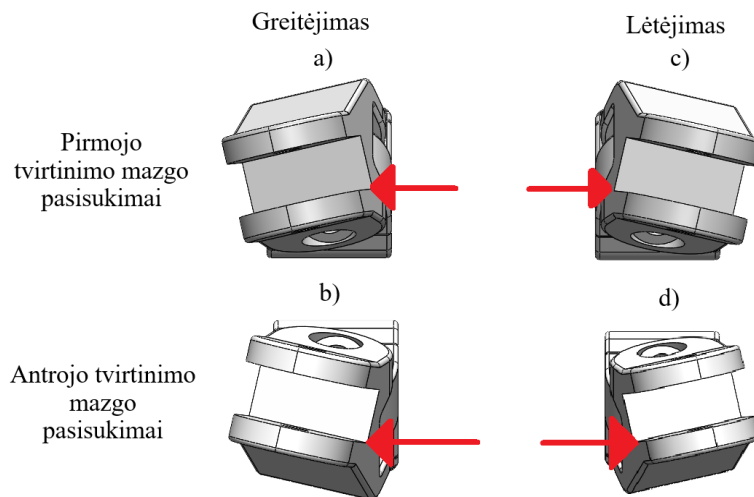 Greitėjimas
Lėtėjimas
a)
c)
Pirmojo
tvirtinimo mazgo
pasisukimai
b)
d)
Antrojo tvirtinimo
mazgo
pasisukimai